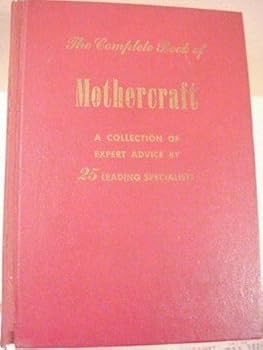 The Complete Book of
Mothercraft
A COLLECTION OF
EXPERT ADVICE BY
25 LEADING SPECIALISTS